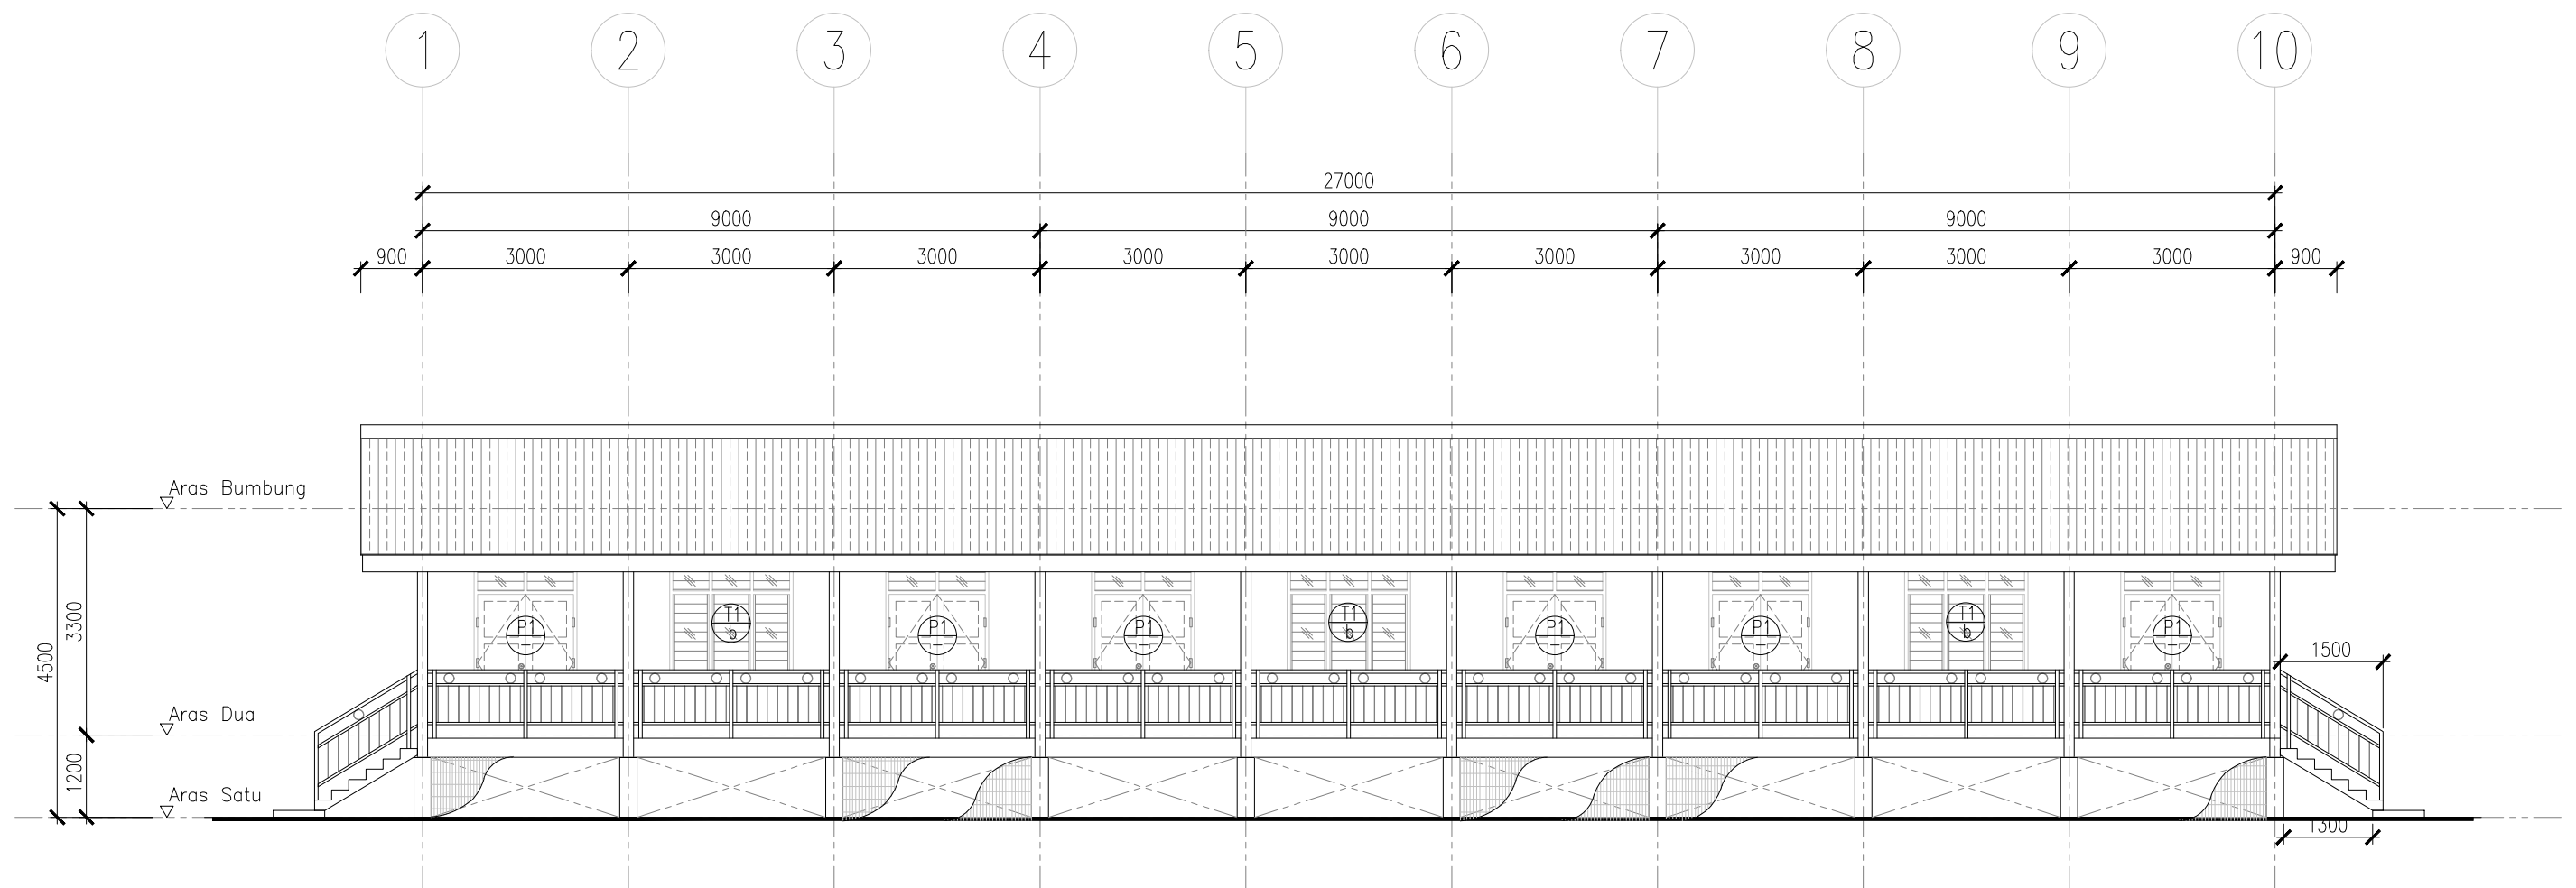 1 2 3 4 5 6 7 8 9 10
27000
9000 9000 9000
900 3000 3000 3000 3000 3000 3000 3000 3000 3000 900
Aras Bumbung
3300
4500
T1 T1 T1
b b b
P1 P1 P1 P1 P1 P1
1500
Aras Dua
1200
Aras Satu
1300